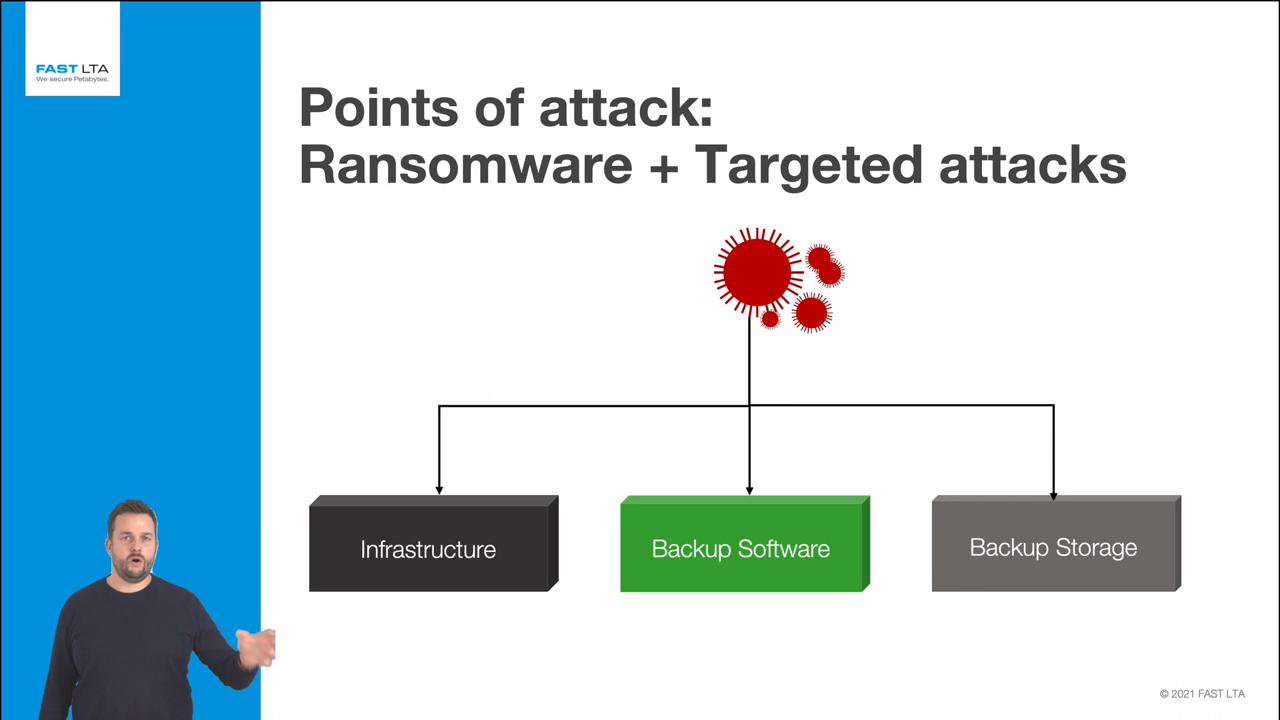 FAST LTA
We secure Petabytes.
Points of attack:
Ransomware + Targeted attacks
Infrastructure
Backup Software
Backup Storage
© 2021 FAST LTA